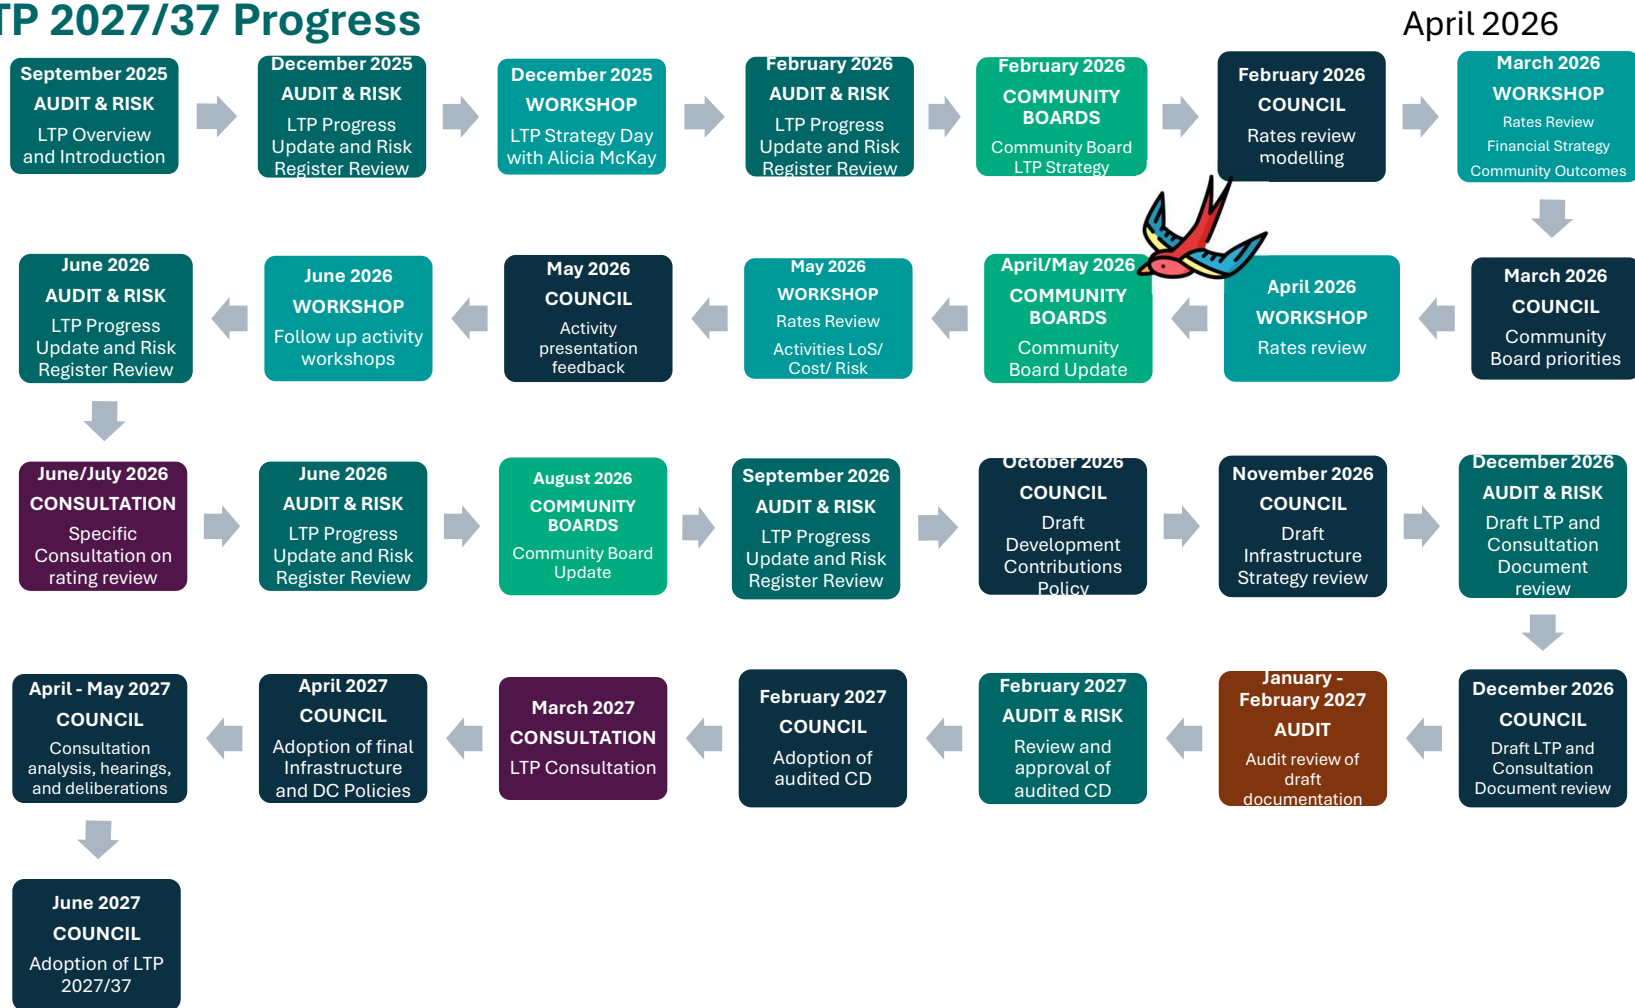 TP 2027/37 Progress
April 2026
September 2025
AUDIT & RISK
LTP Overview
and Introduction
December 2025
AUDIT & RISK
LTP Progress
Update and Risk
Register Review
December 2025
WORKSHOP
LTP Strategy Day
with Alicia McKay
February 2026
AUDIT & RISK
LTP Progress
Update and Risk
Register Review
February 2026
COMMUNITY
BOARDS
Community Board
LTP Strategy
February 2026
COUNCIL
Rates review
modelling
March 2026
WORKSHOP
Rates Review
Financial Strategy
Community Outcomes
March 2026
COUNCIL
Community
Board priorities
April 2026
WORKSHOP
Rates review
April/May 2026
COMMUNITY
BOARDS
Community
Board Update
May 2026
WORKSHOP
Rates Review
Activities LoS/
Cost/ Risk
May 2026
COUNCIL
Activity
presentation
feedback
June 2026
WORKSHOP
Follow up activity
workshops
June 2026
AUDIT & RISK
LTP Progress
Update and Risk
Register Review
June/July 2026
CONSULTATION
Specific
Consultation on
rating review
June 2026
AUDIT & RISK
LTP Progress
Update and Risk
Register Review
August 2026
COMMUNITY
BOARDS
Community Board
Update
September 2026
AUDIT & RISK
LTP Progress
Update and Risk
Register Review
October 2026
COUNCIL
Draft
Development
Contributions
Policy
November 2026
COUNCIL
Draft
Infrastructure
Strategy review
December 2026
AUDIT & RISK
Draft LTP and
Consultation
Document
review
December 2026
COUNCIL
Draft LTP and
Consultation
Document review
January -
February 2027
AUDIT
Audit review of
draft
documentation
February 2027
AUDIT & RISK
Review and
approval of
audited CD
February 2027
COUNCIL
Adoption of
audited CD
March 2027
CONSULTATION
LTP Consultation
April 2027
COUNCIL
Adoption of final
Infrastructure
and DC Policies
April - May 2027
COUNCIL
Consultation
analysis, hearings,
and deliberations
June 2027
COUNCIL
Adoption of LTP
2027/37